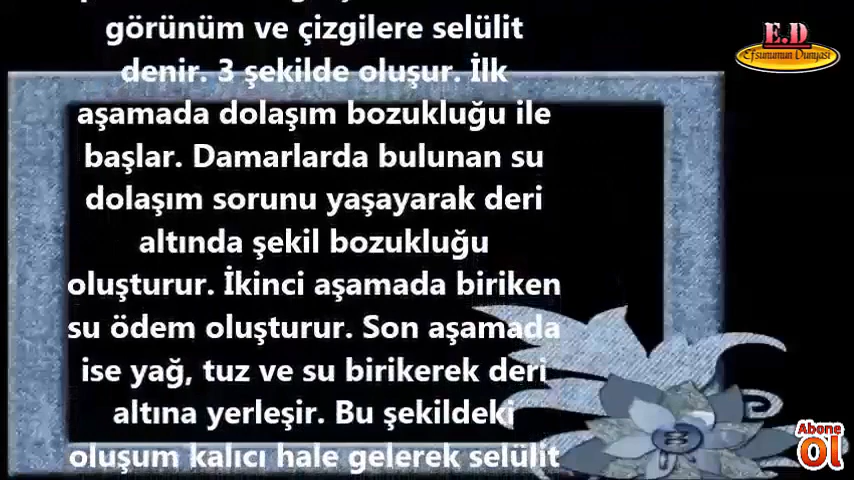 görünüm ve çizgilere selülit
denir. 3 şekilde oluşur. İlk
aşamada dolaşım bozukluğu ile
başlar. Damarlarda bulunan su
dolaşım sorunu yaşayarak deri
altında şekil bozukluğu
oluşturur. İkinci aşamada biriken
su ödem oluşturur. Son aşamada
ise yağ, tuz ve su birikerek deri
altına yerleşir. Bu şekildeki
oluşum kalıcı hale gelerek selülit
E.D
Efsunumun Dünyası
Abone
Ol